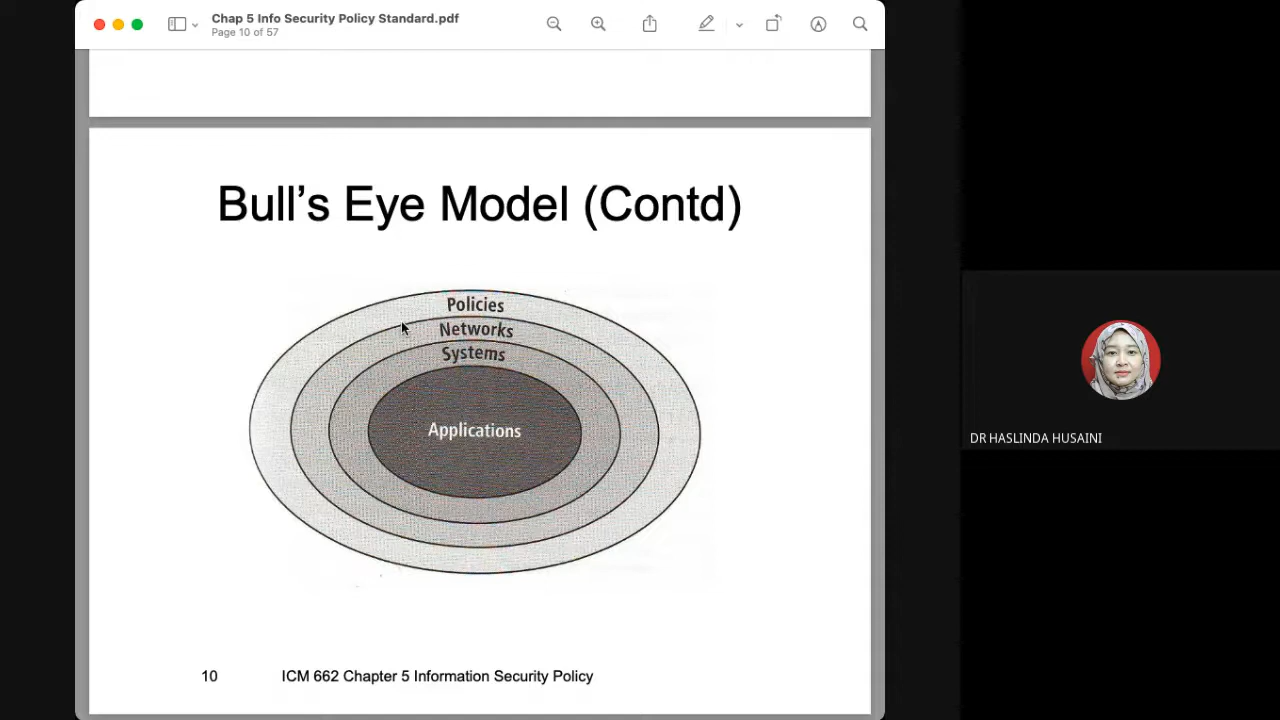 Chap 5 Info Security Policy Standard.pdf
Page 10 of 57
Bull’s Eye Model (Contd)
Policies
Networks
Systems
Applications
DR HASLINDA HUSAINI
10 ICM 662 Chapter 5 Information Security Policy